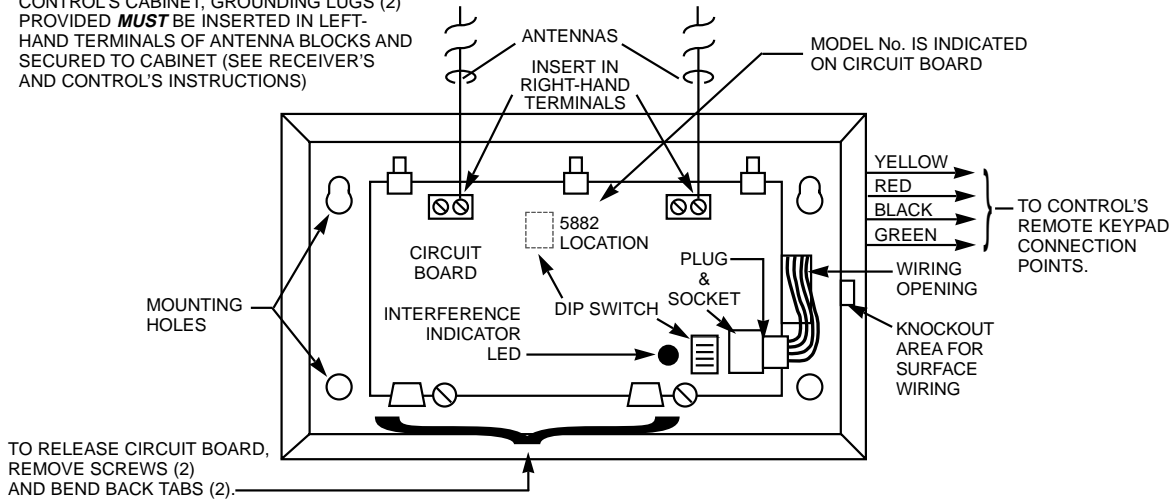 CONTROL'S CABINET, GROUNDING LUGS (2)
PROVIDED MUST BE INSERTED IN LEFT-
HAND TERMINALS OF ANTENNA BLOCKS AND
SECURED TO CABINET (SEE RECEIVER'S
AND CONTROL'S INSTRUCTIONS)
ANTENNAS
INSERT IN
RIGHT-HAND
TERMINALS
MODEL No. IS INDICATED
ON CIRCUIT BOARD
YELLOW
RED
BLACK
GREEN
TO CONTROL'S
REMOTE KEYPAD
CONNECTION
POINTS.
5882
LOCATION
CIRCUIT
BOARD
PLUG
&
SOCKET
WIRING
OPENING
MOUNTING
HOLES
DIP SWITCH
INTERFERENCE
INDICATOR
LED
KNOCKOUT
AREA FOR
SURFACE
WIRING
TO RELEASE CIRCUIT BOARD,
REMOVE SCREWS (2)
AND BEND BACK TABS (2).